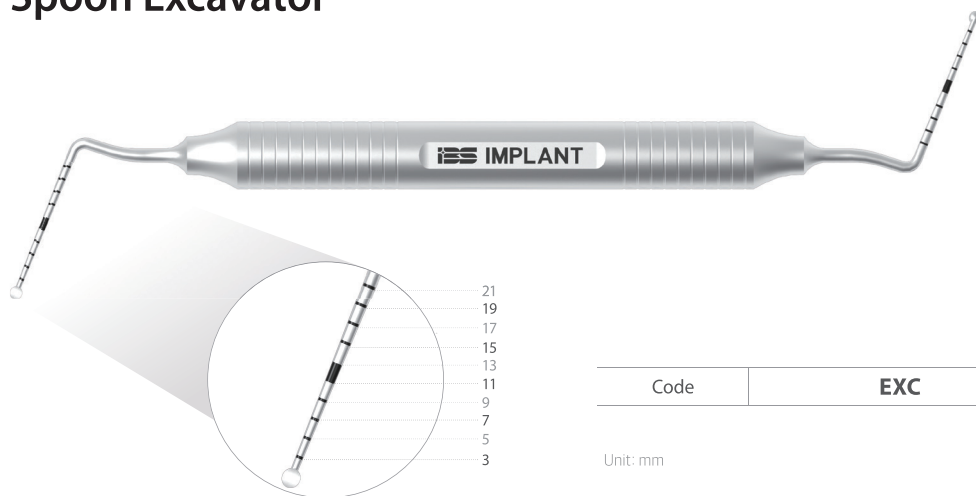 Spoon Excavator
IBS IMPLANT
21
19
17
15
13
11
9
7
5
3
Code EXC
Unit: mm